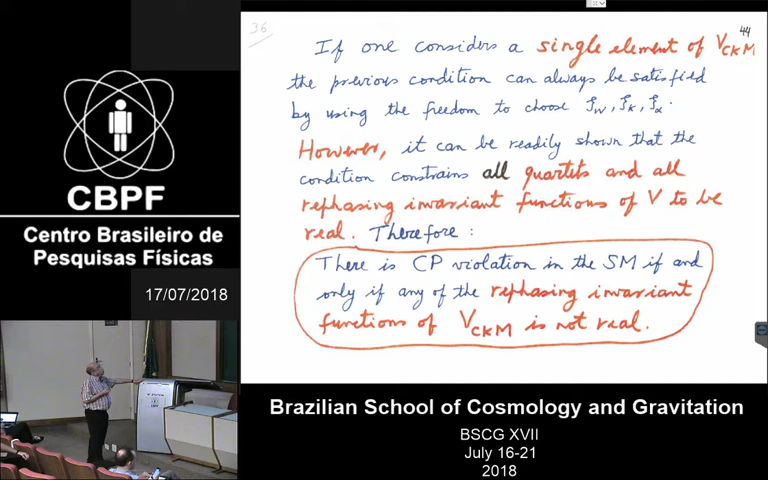 36
44
If one considers a single element of VCKM
the previous condition can always be satisfied
by using the freedom to choose ξW, ξK, ξα.
However, it can be readily shown that the
condition constrains all quartets and all
rephasing invariant functions of V to be
real. Therefore:
There is CP violation in the SM if and
only if any of the rephasing invariant
functions of VCKM is not real.
CBPF
Centro Brasileiro de
Pesquisas Físicas
17/07/2018
Brazilian School of Cosmology and Gravitation
BSCG XVII
July 16-21
2018